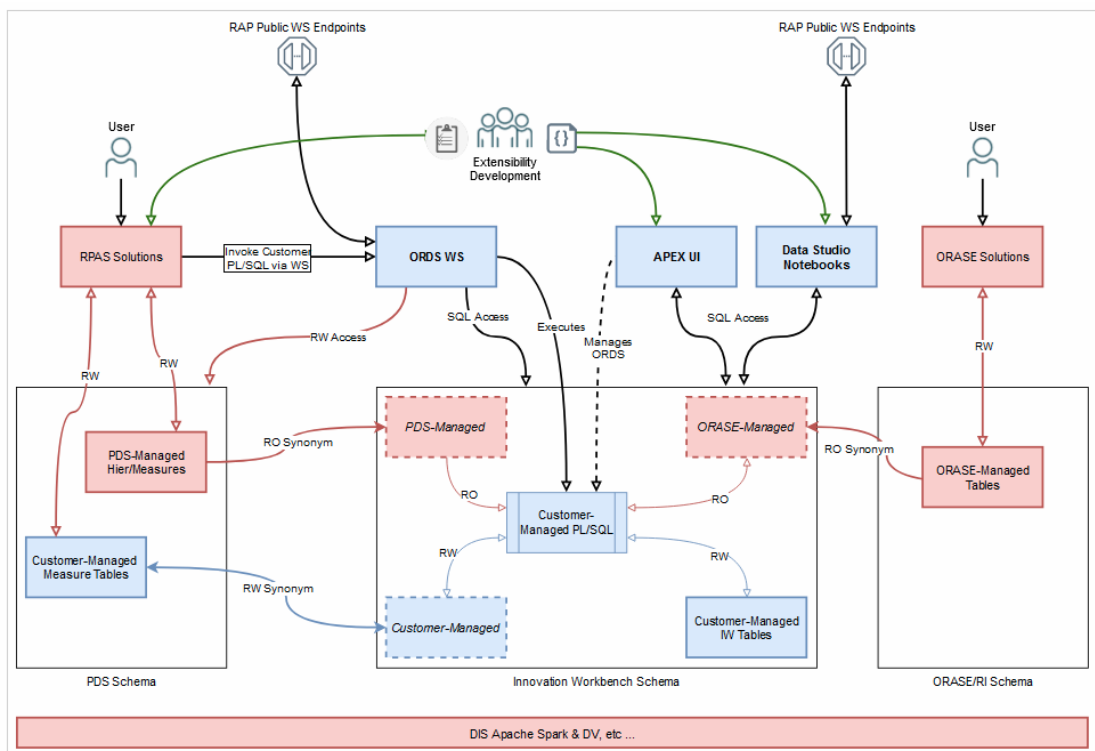 RAP Public WS Endpoints
RAP Public WS Endpoints
User
{}
Extensibility
Development
User
RPAS Solutions
Invoke Customer
PL/SQL via WS
ORDS WS
APEX UI
Data Studio
Notebooks
ORASE Solutions
SQL Access
Executes
SQL Access
RW Access
Manages
ORDS
RW
RW
RW
PDS-Managed
Hier/Measures
RO Synonym
PDS-Managed
ORASE-Managed
RO Synonym
ORASE-Managed
Tables
RO
RO
Customer-
Managed PL/SQL
Customer-Managed
Measure Tables
RW
RW
RW Synonym
Customer-Managed
Customer-Managed
IW Tables
PDS Schema
Innovation Workbench Schema
ORASE/RI Schema
DIS Apache Spark & DV, etc ...